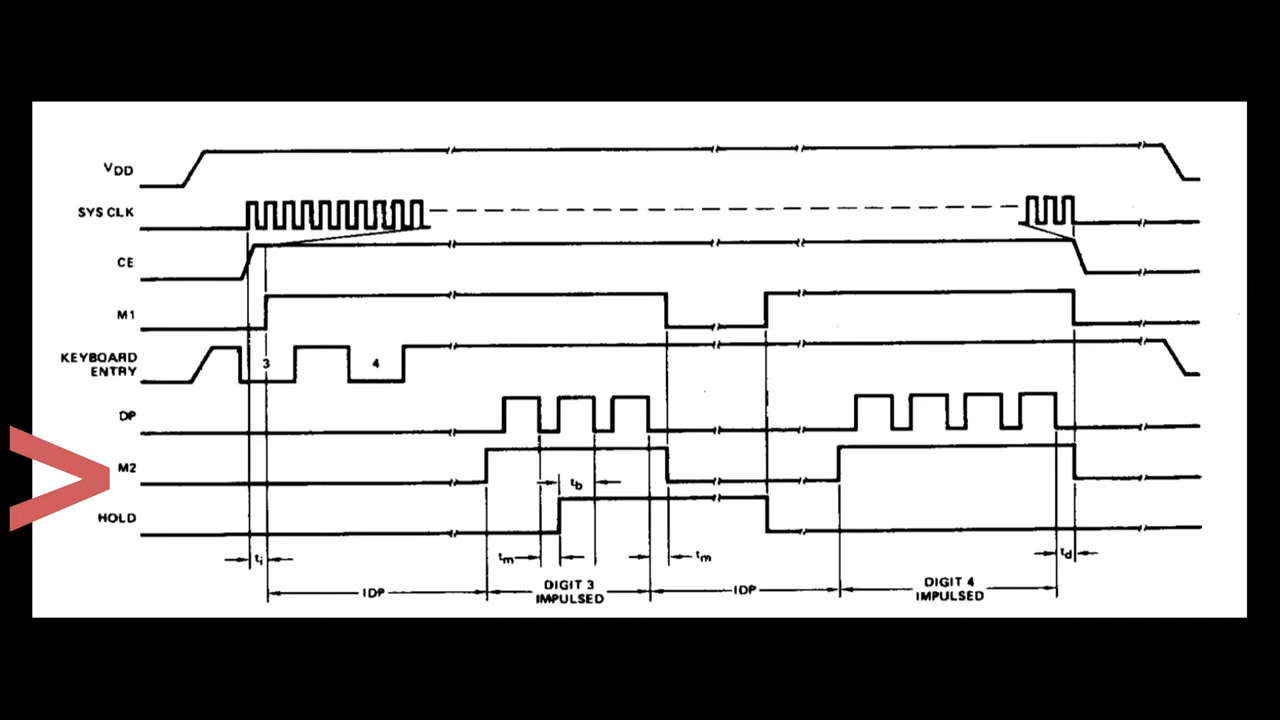 VDD
SYS CLK
CE
M1
KEYBOARD
ENTRY
3
4
DP
M2
tb
HOLD
ti
tm
tm
td
IDP
DIGIT 3
IMPULSED
IDP
DIGIT 4
IMPULSED